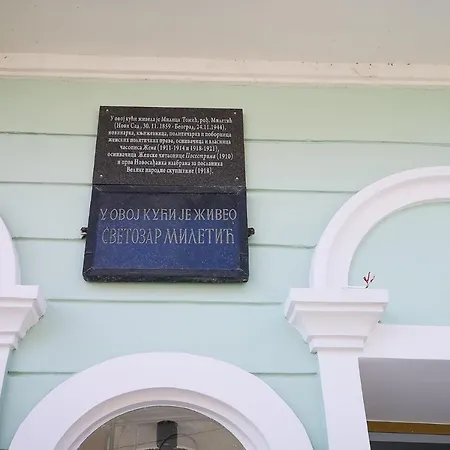 У овој кући живела је Милица Томић, рођ. Милетић
(Нови Сад, 30. 11. 1859 - Београд, 24.11.1944),
новинарка, књижевница, политичарка и поборница
женских политичких права, оснивачица и власница
часописа Жена (1911-1914 и 1918-1921),
оснивачица Женске читаонице Посестрима (1910)
и прва Новосађанка изабрана за посланика
Велике народне скупштине (1918).
У ОВОЈ КУЋИ ЈЕ ЖИВЕО
СВЕТОЗАР МИЛЕТИЋ